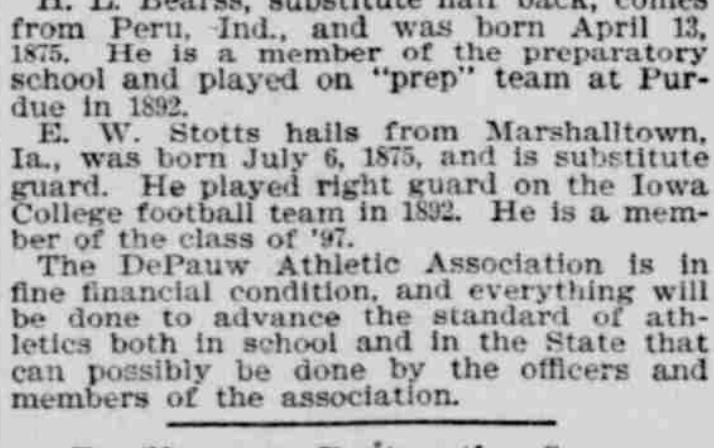 H. L. Bearss, substitute half back, comes
from Peru, Ind., and was born April 13,
1875. He is a member of the preparatory
school and played on "prep" team at Pur-
due in 1892.
E. W. Stotts hails from Marshalltown,
Ia., was born July 6, 1875, and is substitute
guard. He played right guard on the Iowa
College football team in 1892. He is a mem-
ber of the class of '97.
The DePauw Athletic Association is in
fine financial condition, and everything will
be done to advance the standard of ath-
letics both in school and in the State that
can possibly be done by the officers and
members of the association.